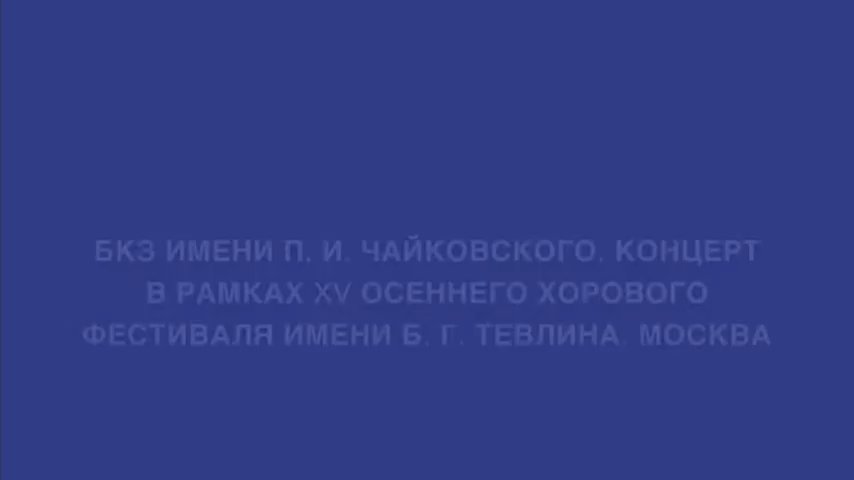 БКЗ ИМЕНИ П. И. ЧАЙКОВСКОГО. КОНЦЕРТ
В РАМКАХ XV ОСЕННЕГО ХОРОВОГО
ФЕСТИВАЛЯ ИМЕНИ Б. Г. ТЕВЛИНА. МОСКВА